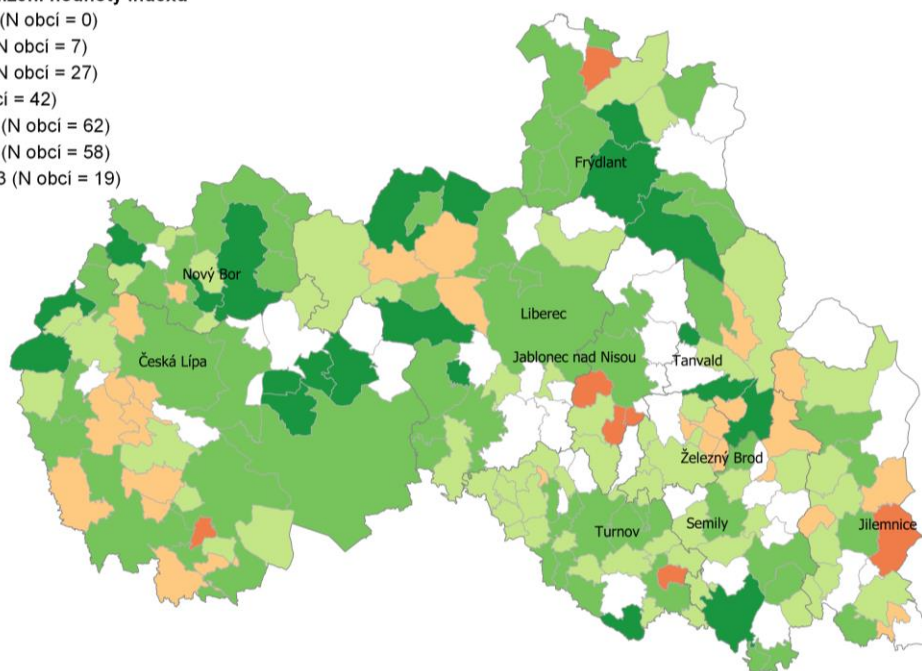 (N obcí = 0)
N obcí = 7)
N obcí = 27)
cí = 42)
(N obcí = 62)
(N obcí = 58)
3 (N obcí = 19)
Frýdlant
Nový Bor
Liberec
Jablonec nad Nisou
Tanvald
Česká Lípa
Železný Brod
Turnov
Semily
Jilemnice